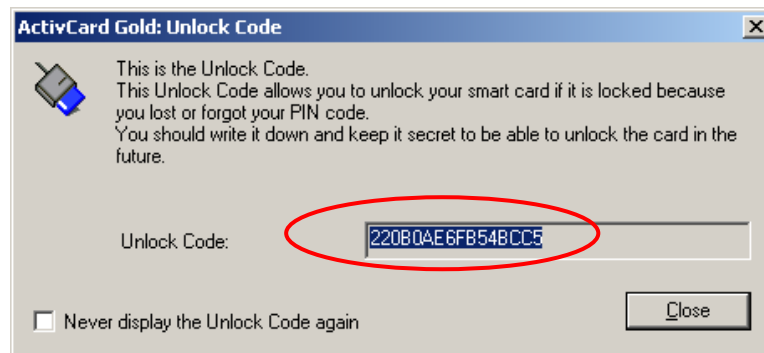 ActivCard Gold: Unlock Code
This is the Unlock Code.
This Unlock Code allows you to unlock your smart card if it is locked because
you lost or forgot your PIN code.
You should write it down and keep it secret to be able to unlock the card in the
future.
Unlock Code: 220B0AE6FB54BCC5
Never display the Unlock Code again
Close